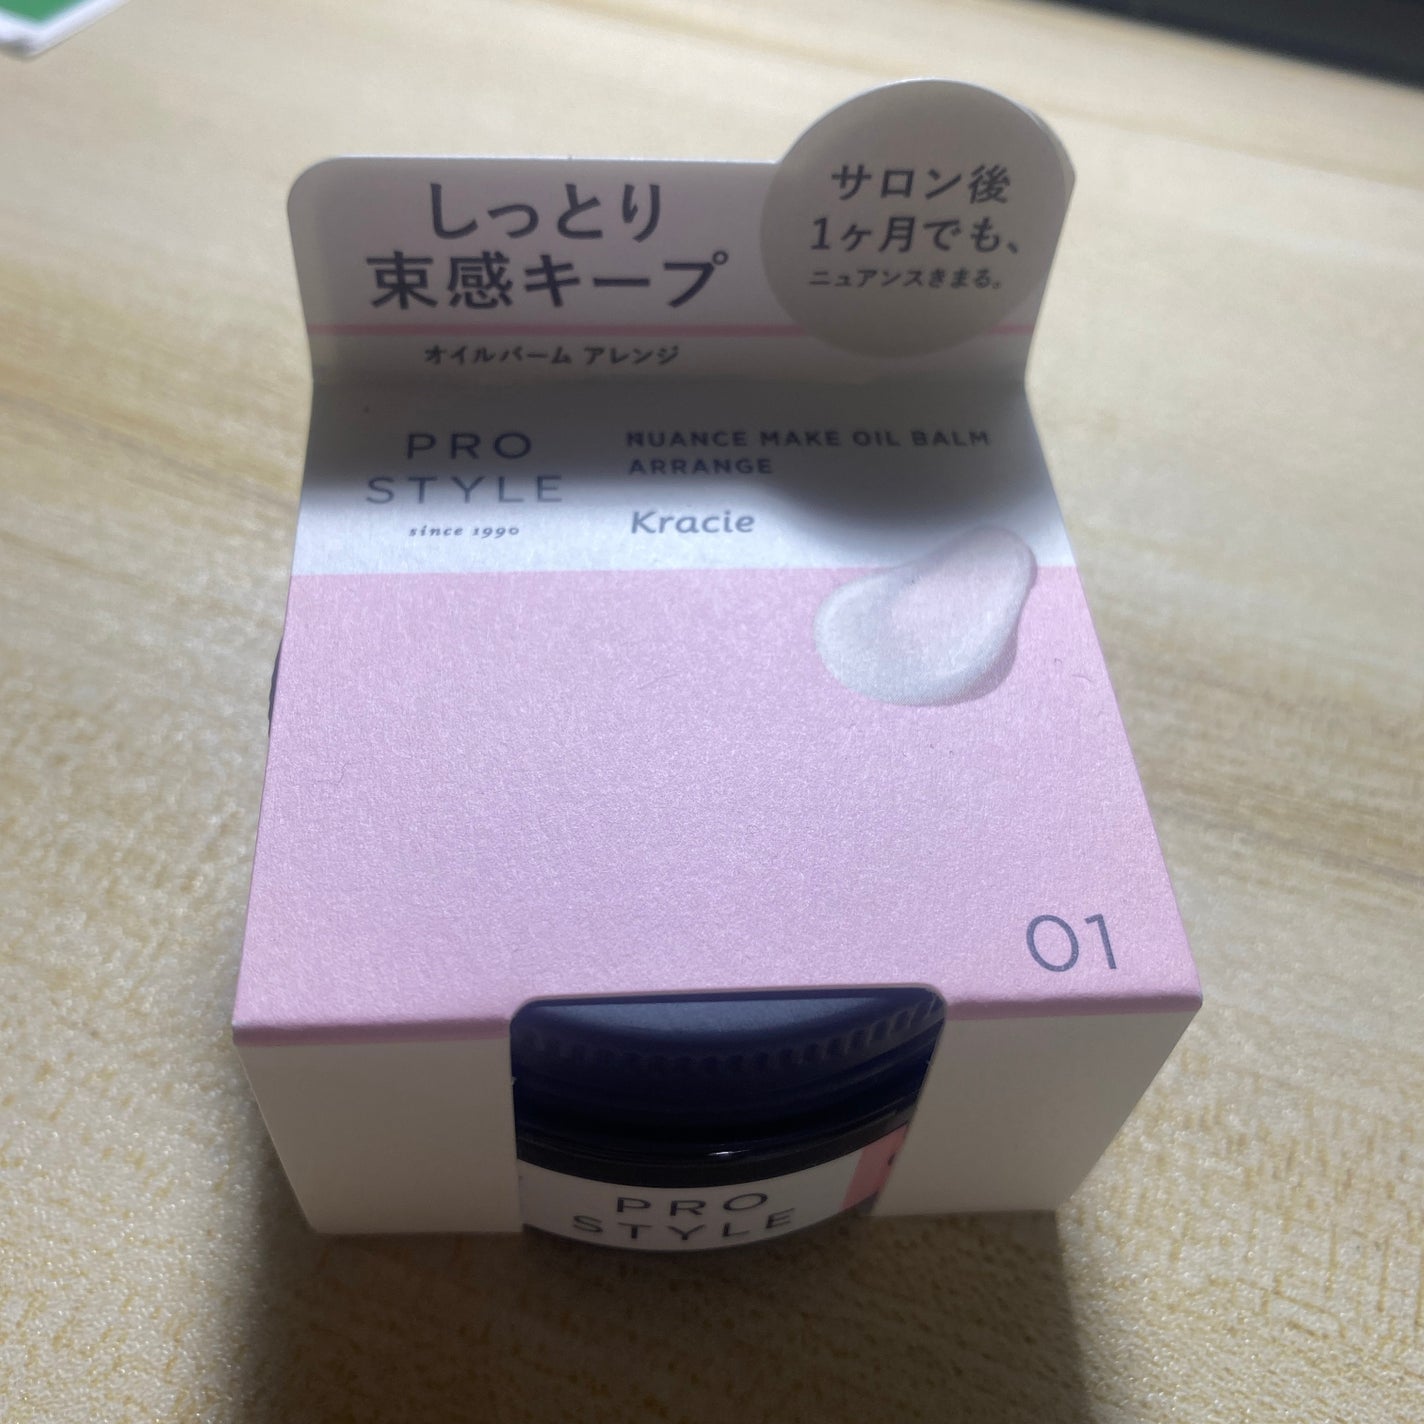 しっとり
束感キープ
オイルバーム アレンジ
サロン後
1ヶ月でも、
ニュアンスきまる。
PRO
STYLE
since 1990
NUANCE MAKE OIL BALM
ARRANGE
Kracie
01
PRO
STYLE